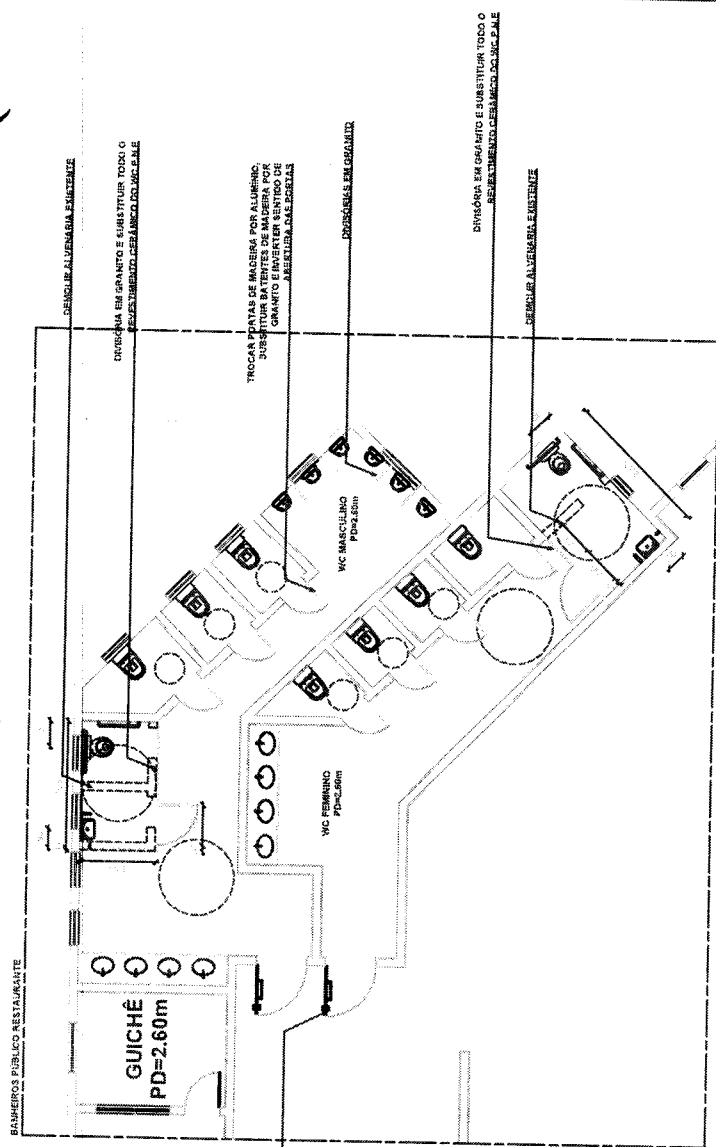 BANHEIROS PÚBLICO RESTAURANTE
DEMOLIR ALVENARIA EXISTENTE
DIVISÓRIA EM GRANITO E SUBSTITUIR TODO O
REVESTIMENTO CERÂMICO DO WC P.N.E
TROCAR PORTAS DE MADEIRA POR ALUMÍNIO,
SUBSTITUIR BATENTES DE MADEIRA POR
GRANITO E INVERTER SENTIDO DE
ABERTURA DAS PORTAS
DIVISÓRIAS EM GRANITO
DIVISÓRIA EM GRANITO E SUBSTITUIR TODO O
REVESTIMENTO CERÂMICO DO WC P.N.E
DEMOLIR ALVENARIA EXISTENTE
WC MASCULINO
PD=2.60m
WC FEMININO
PD=2.60m
GUICHÊ
PD=2.60m